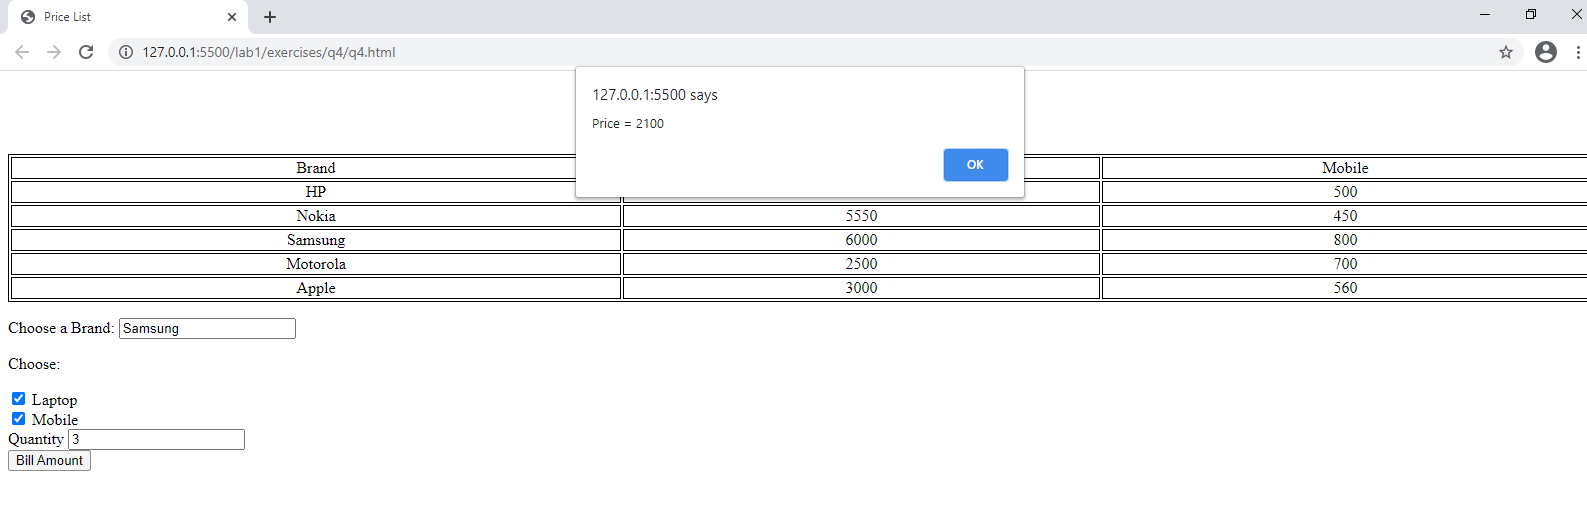 Price List
127.0.0.1:5500/lab1/exercises/q4/q4.html
127.0.0.1:5500 says
Price = 2100
OK
Brand Mobile
HP 500
Nokia 5550 450
Samsung 6000 800
Motorola 2500 700
Apple 3000 560
Choose a Brand: Samsung
Choose:
Laptop
Mobile
Quantity 3
Bill Amount